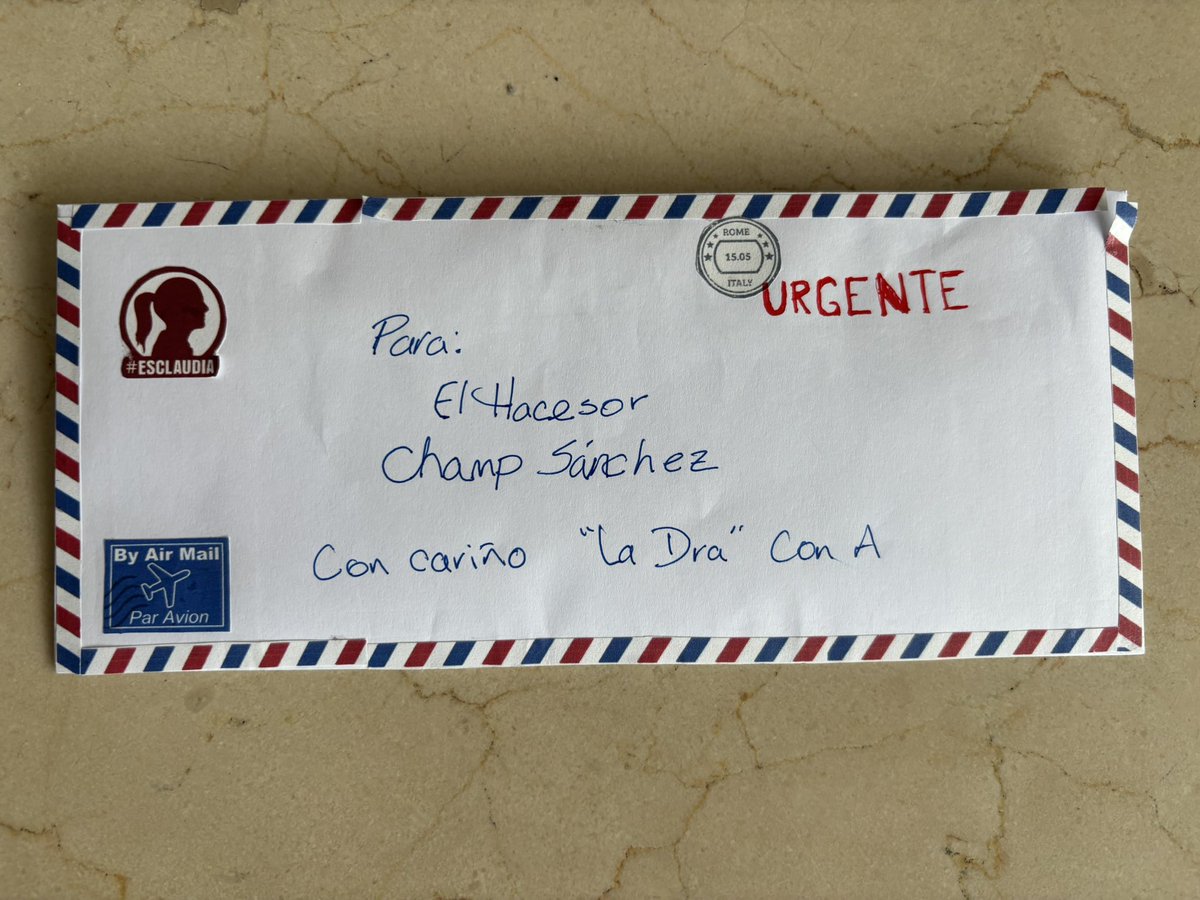 ROME
15.05
ITALY
URGENTE
#ESCLAUDIA
Para:
El Hacesor
Champ Sánchez
Con cariño "La Dra" Con A
By Air Mail
Par Avion